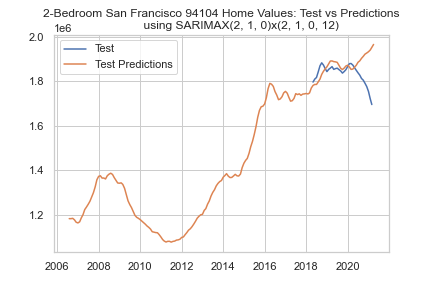 2-Bedroom San Francisco 94104 Home Values: Test vs Predictions
using SARIMAX(2, 1, 0)x(2, 1, 0, 12)
1e6
2.0
Test
Test Predictions
1.8
1.6
1.4
1.2
2006 2008 2010 2012 2014 2016 2018 2020